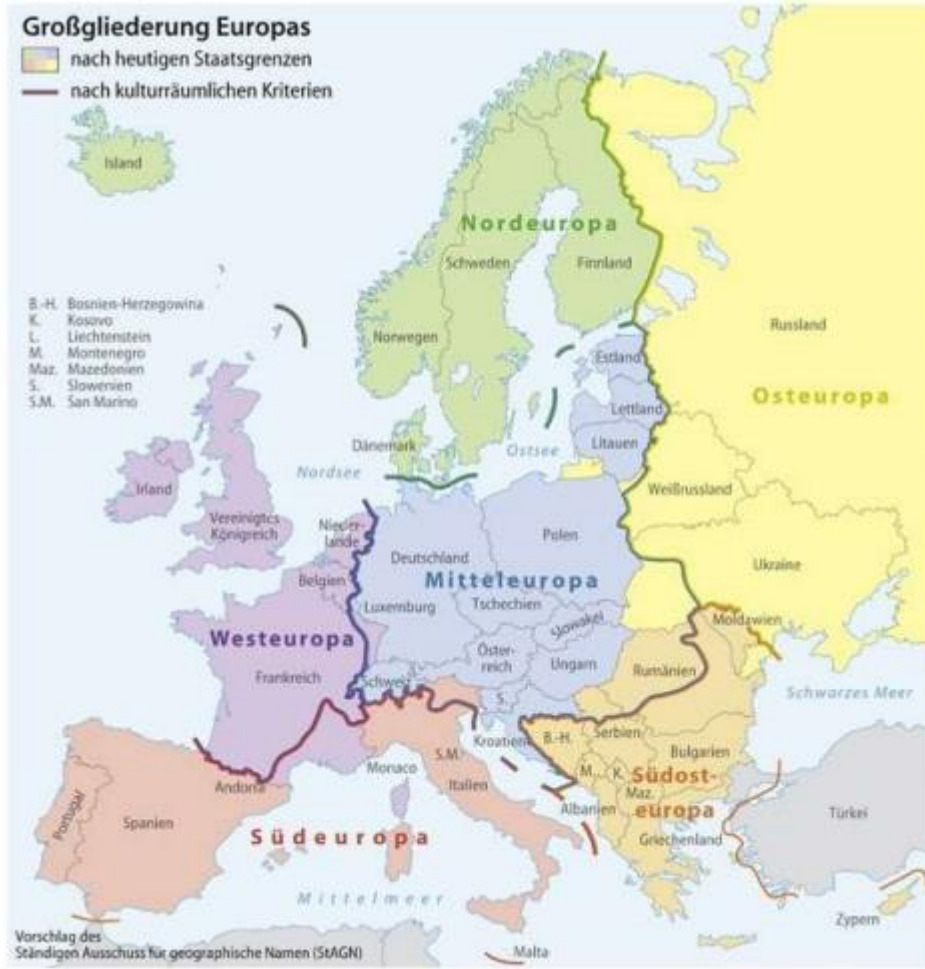 Großgliederung Europas
nach heutigen Staatsgrenzen
nach kulturräumlichen Kriterien
Island
Nordeuropa
Schweden
Finnland
Norwegen
B.-H. Bosnien-Herzegowina
K. Kosovo
L. Liechtenstein
M. Montenegro
Maz. Mazedonien
S. Slowenien
S.M. San Marino
Russland
Estland
Lettland
Litauen
Osteuropa
Dänemark
Nordsee
Ostsee
Irland
Vereinigtes
Königreich
Nieder-
lande
Weißrussland
Polen
Deutschland
Belgien
Mitteleuropa
Ukraine
Luxemburg
Tschechien
Slowakei
Moldawien
Westeuropa
Öster-
reich
Ungarn
Rumänien
Frankreich
Schweiz
S.
Schwarzes Meer
Kroatien
B.-H.
Serbien
Bulgarien
S.M.
Monaco
Andorra
Italien
M.
K.
Südost-
Maz.
europa
Albanien
Portugal
Spanien
Südeuropa
Griechenland
Türkei
Mittelmeer
Zypern
Malta
Vorschlag des
Ständigen Ausschuss für geographische Namen (StAGN)